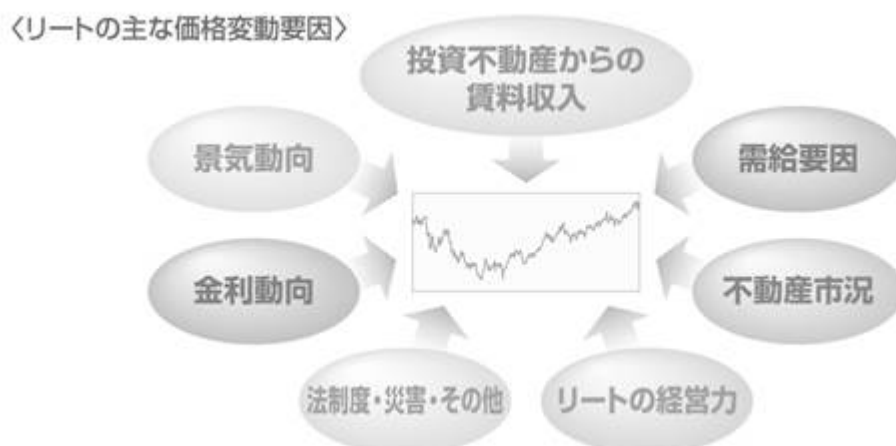 〈リートの主な価格変動要因〉
投資不動産からの
賃料収入
景気動向
需給要因
金利動向
不動産市況
法制度・災害・その他
リートの経営力